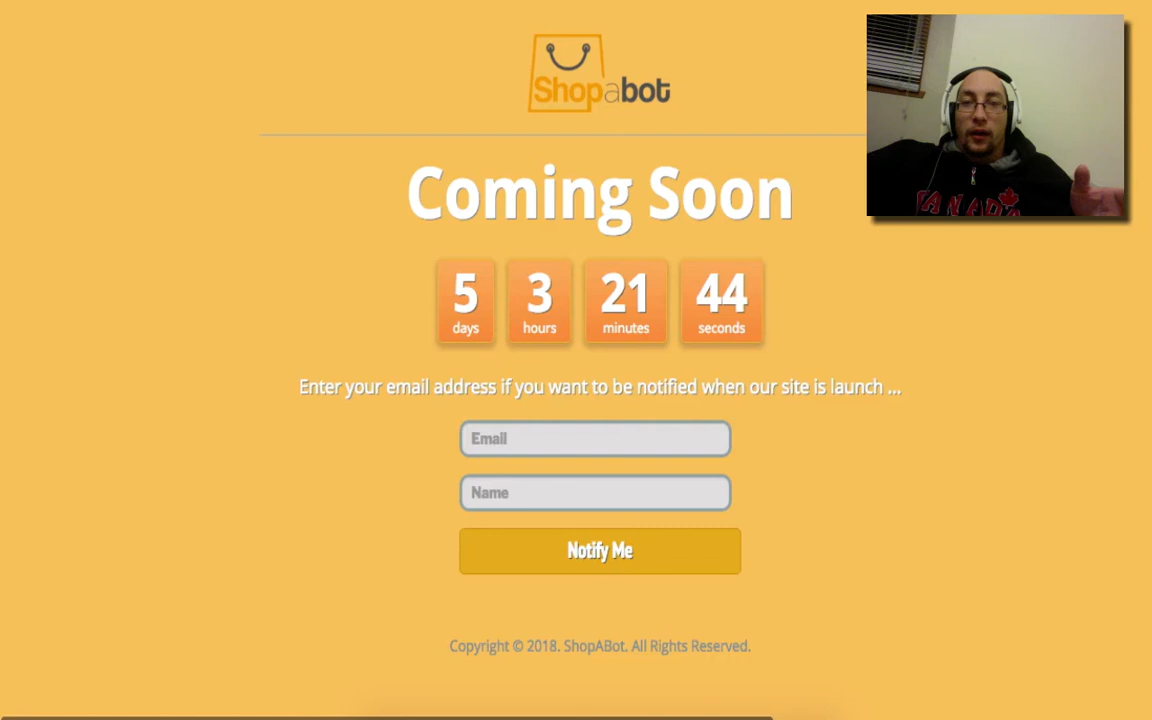 Shopabot
Coming Soon
5 3 21 44
days hours minutes seconds
Enter your email address if you want to be notified when our site is launch ...
Email
Name
Notify Me
Copyright © 2018. ShopABot. All Rights Reserved.
CANADA